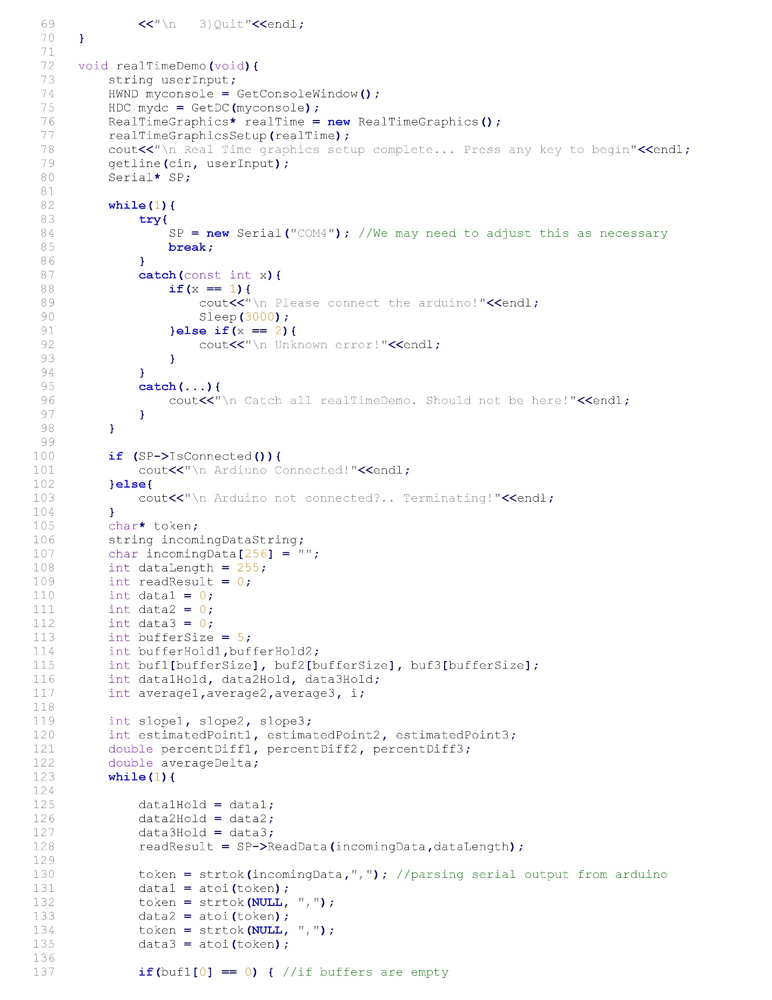 69 <<"\n   3)Quit"<<endl;
70 }
71
72 void realTimeDemo(void){
73     string userInput;
74     HWND myconsole = GetConsoleWindow();
75     HDC mydc = GetDC(myconsole);
76     RealTimeGraphics* realTime = new RealTimeGraphics();
77     realTimeGraphicsSetup(realTime);
78     cout<<"\n Real Time graphics setup complete... Press any key to begin"<<endl;
79     getline(cin, userInput);
80     Serial* SP;
81
82     while(1){
83         try{
84             SP = new Serial("COM4"); //We may need to adjust this as necessary
85             break;
86         }
87         catch(const int x){
88             if(x == 1){
89                 cout<<"\n Please connect the arduino!"<<endl;
90                 Sleep(3000);
91             }else if(x == 2){
92                 cout<<"\n Unknown error!"<<endl;
93             }
94         }
95         catch(...){
96             cout<<"\n Catch all realTimeDemo. Should not be here!"<<endl;
97         }
98     }
99
100     if (SP->IsConnected()){
101         cout<<"\n Ardiuno Connected!"<<endl;
102     }else{
103         cout<<"\n Arduino not connected?.. Terminating!"<<endl;
104     }
105     char* token;
106     string incomingDataString;
107     char incomingData[256] = "";
108     int dataLength = 255;
109     int readResult = 0;
110     int data1 = 0;
111     int data2 = 0;
112     int data3 = 0;
113     int bufferSize = 5;
114     int bufferHold1,bufferHold2;
115     int buf1[bufferSize], buf2[bufferSize], buf3[bufferSize];
116     int data1Hold, data2Hold, data3Hold;
117     int average1,average2,average3, i;
118
119     int slope1, slope2, slope3;
120     int estimatedPoint1, estimatedPoint2, estimatedPoint3;
121     double percentDiff1, percentDiff2, percentDiff3;
122     double averageDelta;
123     while(1){
124
125         data1Hold = data1;
126         data2Hold = data2;
127         data3Hold = data3;
128         readResult = SP->ReadData(incomingData,dataLength);
129
130         token = strtok(incomingData,","); //parsing serial output from arduino
131         data1 = atoi(token);
132         token = strtok(NULL, ",");
133         data2 = atoi(token);
134         token = strtok(NULL, ",");
135         data3 = atoi(token);
136
137         if(buf1[0] == 0) { //if buffers are empty